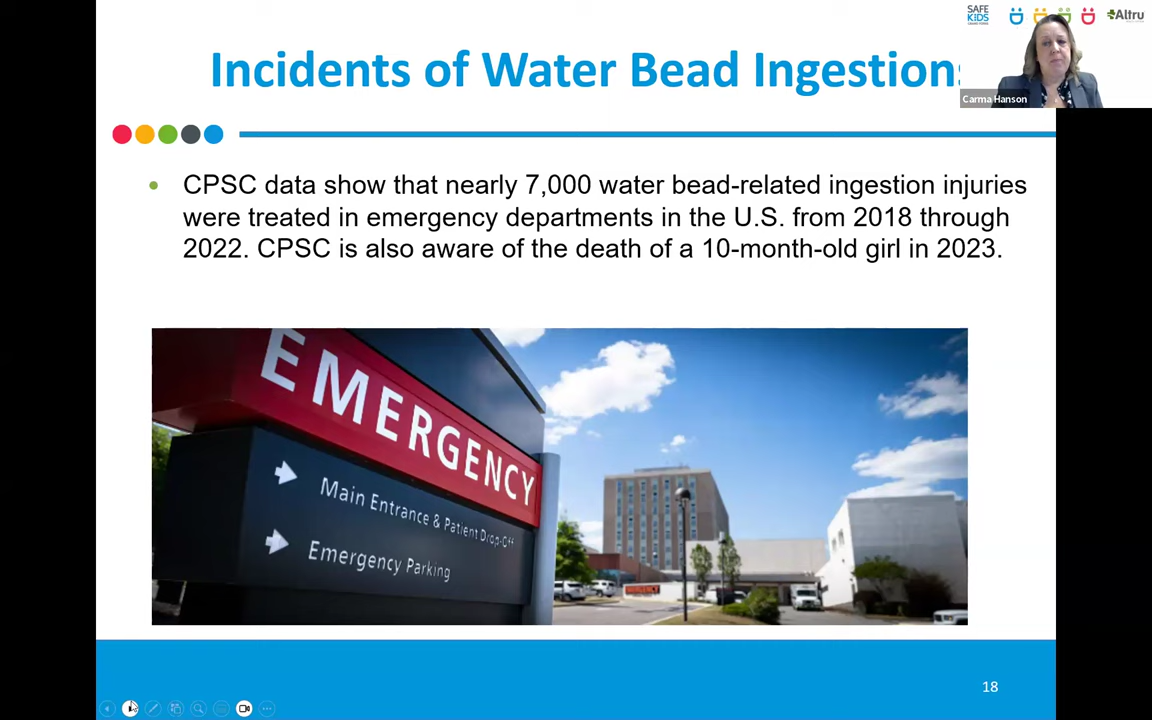 SAFE
KIDS
Altru
Incidents of Water Bead Ingestions
Carma Hanson
CPSC data show that nearly 7,000 water bead-related ingestion injuries
were treated in emergency departments in the U.S. from 2018 through
2022. CPSC is also aware of the death of a 10-month-old girl in 2023.
EMERGENCY
Main Entrance & Patient Drop-Off
Emergency Parking
EMERGENCY
18